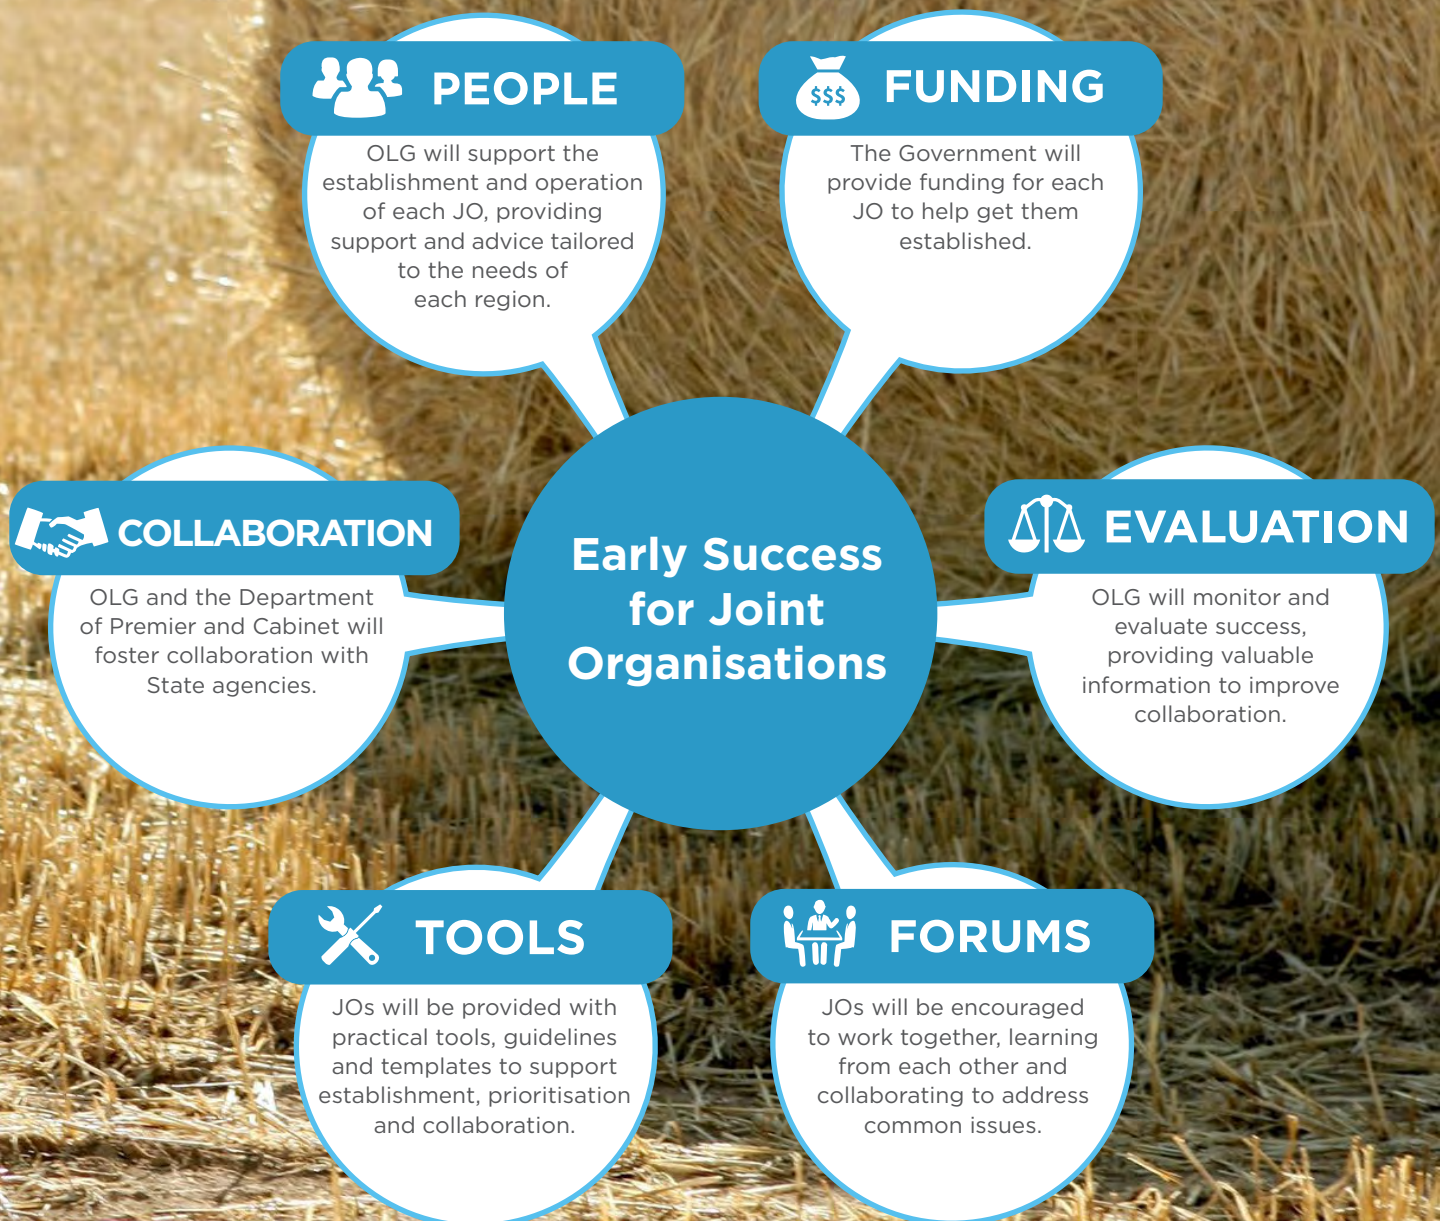 PEOPLE
OLG will support the
establishment and operation
of each JO, providing
support and advice tailored
to the needs of
each region.
$$$
FUNDING
The Government will
provide funding for each
JO to help get them
established.
COLLABORATION
OLG and the Department
of Premier and Cabinet will
foster collaboration with
State agencies.
Early Success
for Joint
Organisations
EVALUATION
OLG will monitor and
evaluate success,
providing valuable
information to improve
collaboration.
TOOLS
JOs will be provided with
practical tools, guidelines
and templates to support
establishment, prioritisation
and collaboration.
FORUMS
JOs will be encouraged
to work together, learning
from each other and
collaborating to address
common issues.